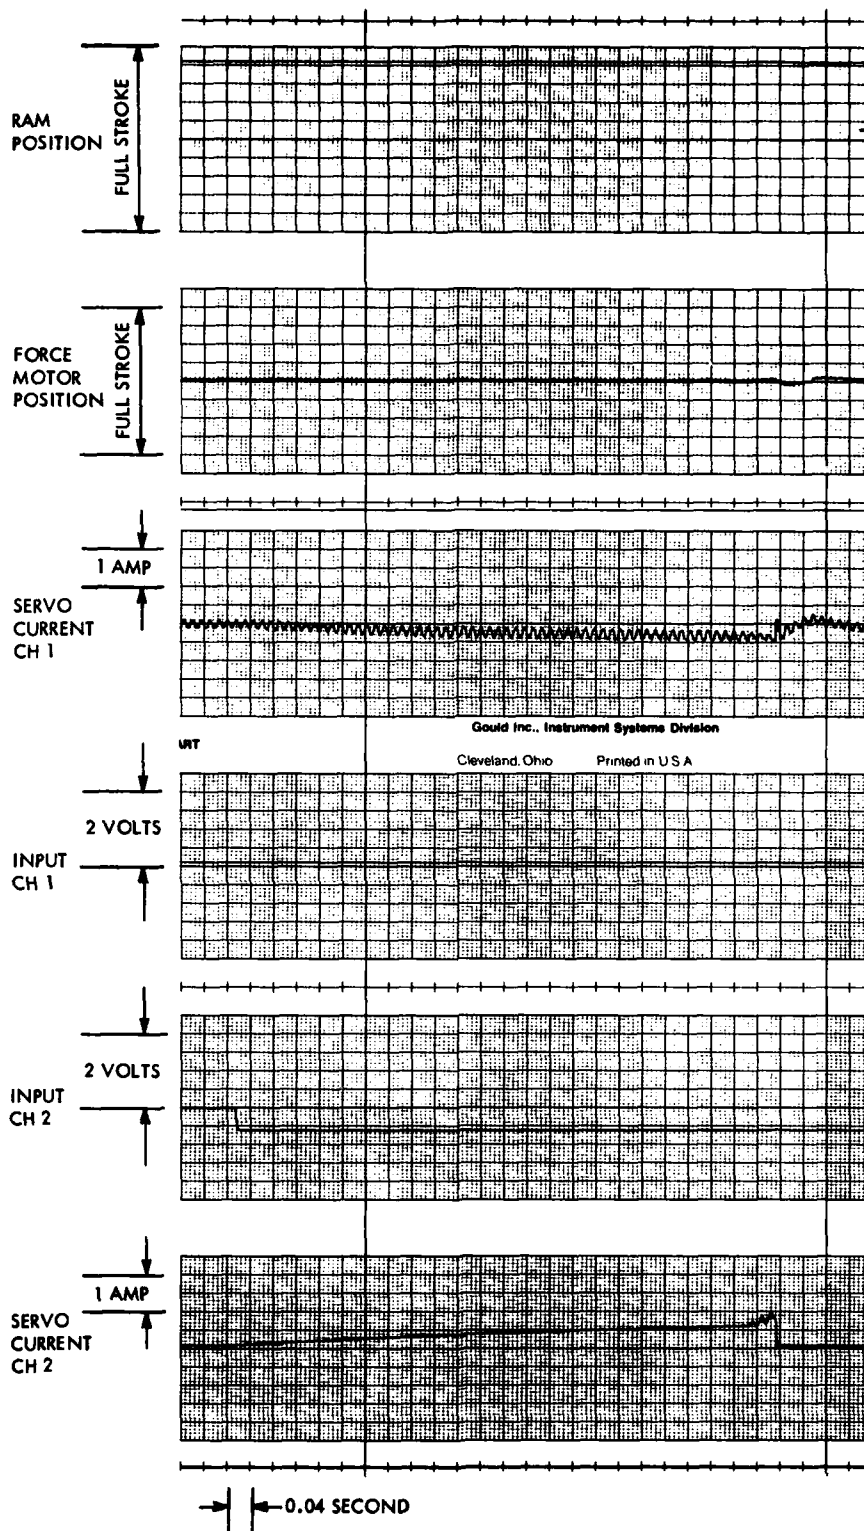 RAM
POSITION
FULL STROKE
FORCE
MOTOR
POSITION
FULL STROKE
1 AMP
SERVO
CURRENT
CH 1
Gould Inc., Instrument Systems Division
ART
Cleveland, Ohio Printed in U S A
2 VOLTS
INPUT
CH 1
2 VOLTS
INPUT
CH 2
1 AMP
SERVO
CURRENT
CH 2
0.04 SECOND